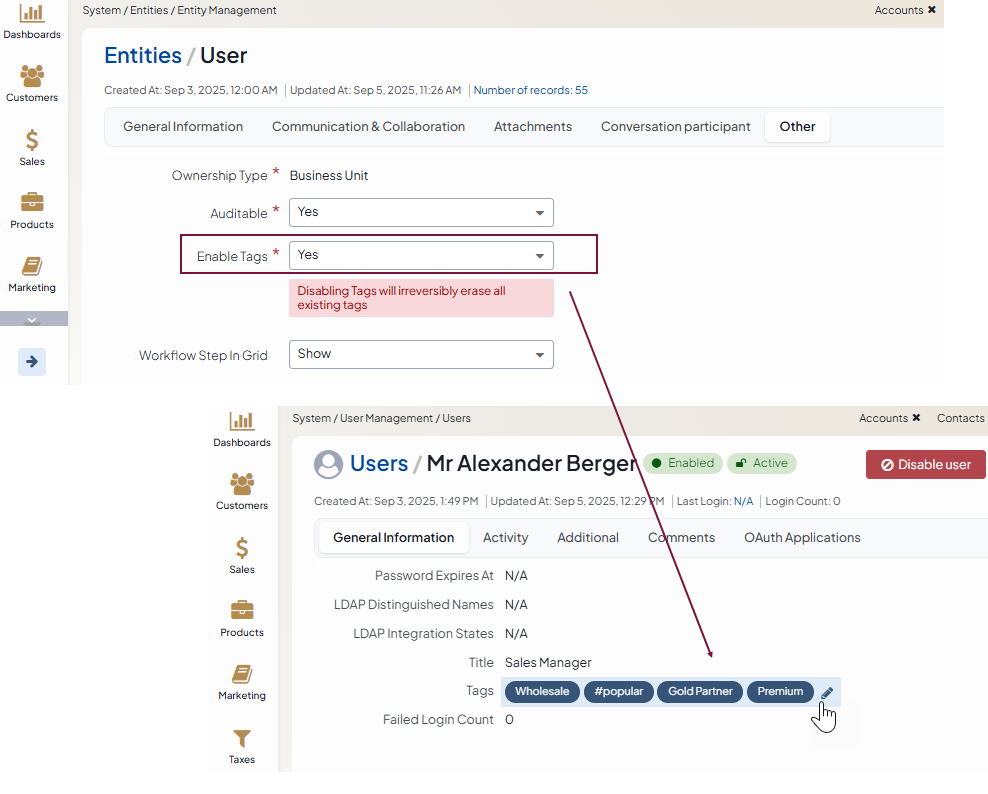 System / Entities / Entity Management
Accounts ✖
Dashboards
Customers
Sales
Products
Marketing
Entities / User
Created At: Sep 3, 2025, 12:00 AM | Updated At: Sep 5, 2025, 11:26 AM | Number of records: 55
General Information Communication & Collaboration Attachments Conversation participant Other
Ownership Type * Business Unit
Auditable * Yes
Enable Tags * Yes
Disabling Tags will irreversibly erase all
existing tags
Workflow Step In Grid Show
System / User Management / Users
Accounts ✖ Contacts
Dashboards
Customers
Sales
Products
Marketing
Taxes
Users / Mr Alexander Berger Enabled Active
Disable user
Created At: Sep 3, 2025, 1:49 PM | Updated At: Sep 5, 2025, 12:29 PM | Last Login: N/A | Login Count: 0
General Information Activity Additional Comments OAuth Applications
Password Expires At N/A
LDAP Distinguished Names N/A
LDAP Integration States N/A
Title Sales Manager
Tags Wholesale #popular Gold Partner Premium
Failed Login Count 0